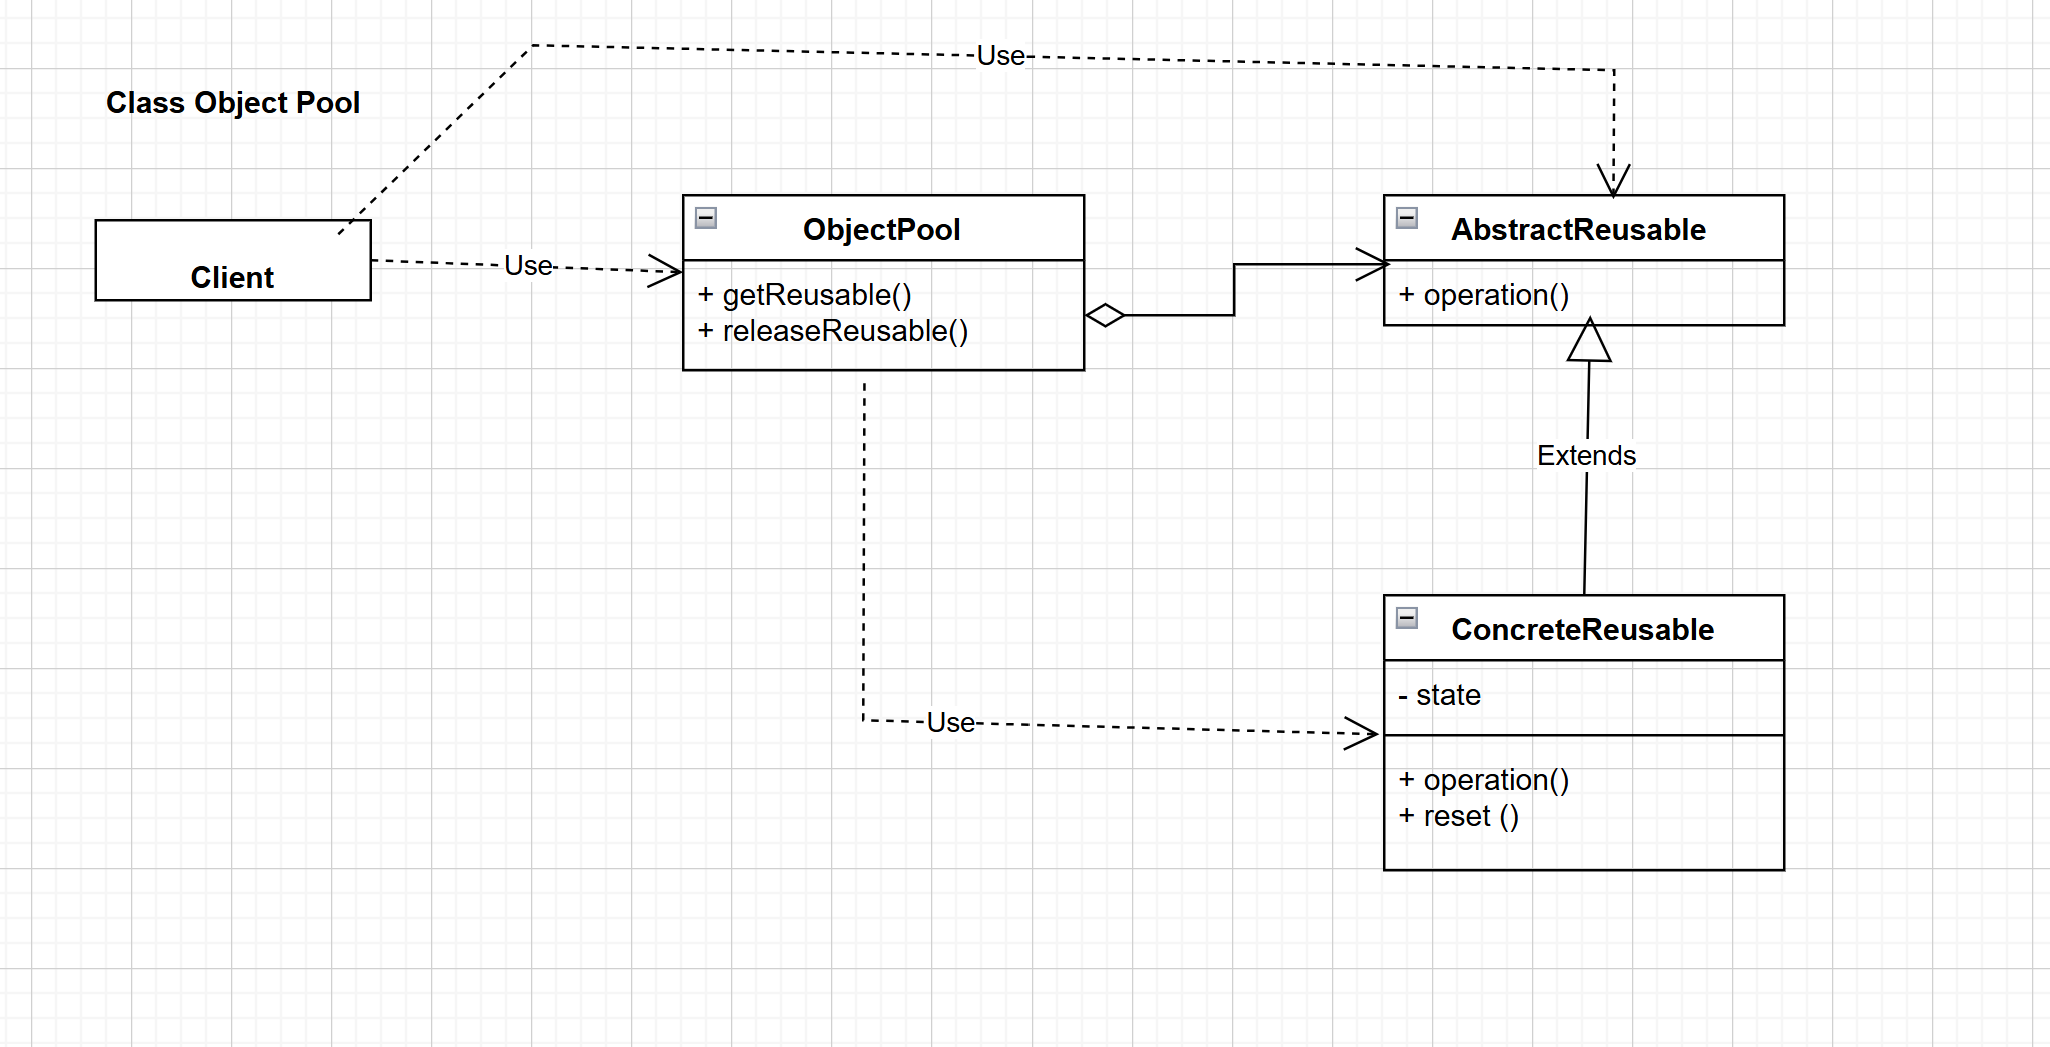 Use
Class Object Pool
Client
Use
ObjectPool
+ getReusable()
+ releaseReusable()
AbstractReusable
+ operation()
Extends
Use
ConcreteReusable
- state
+ operation()
+ reset ()